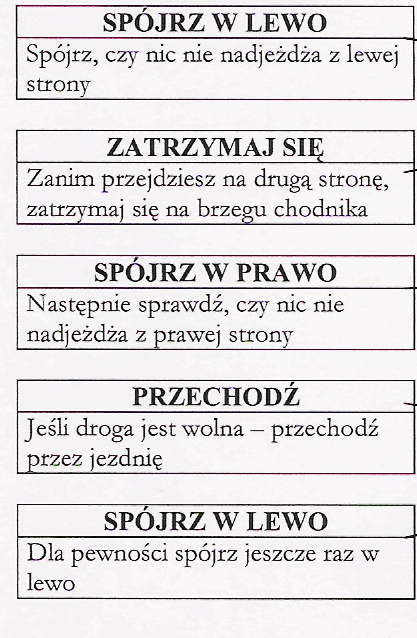 SPÓJRZ W LEWO
Spójrz, czy nic nie nadjeżdża z lewej
strony
ZATRZYMAJ SIĘ
Zanim przejdziesz na drugą stronę,
zatrzymaj się na brzegu chodnika
SPÓJRZ W PRAWO
Następnie sprawdź, czy nic nie
nadjeżdża z prawej strony
PRZECHODŹ
Jeśli droga jest wolna – przechodź
przez jezdnię
SPÓJRZ W LEWO
Dla pewności spójrz jeszcze raz w
lewo